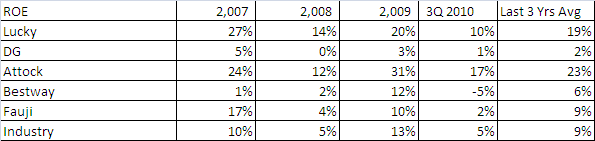 ROE 2,007 2,008 2,009 3Q 2010 Last 3 Yrs Avg
Lucky 27% 14% 20% 10% 19%
DG 5% 0% 3% 1% 2%
Attock 24% 12% 31% 17% 23%
Bestway 1% 2% 12% -5% 6%
Fauji 17% 4% 10% 2% 9%
Industry 10% 5% 13% 5% 9%